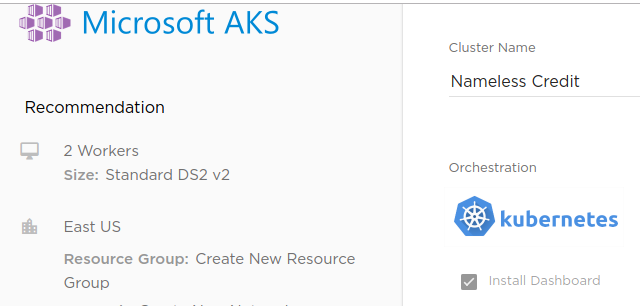 Microsoft AKS
Recommendation
2 Workers
Size: Standard DS2 v2
East US
Resource Group: Create New Resource
Group
Cluster Name
Nameless Credit
Orchestration
kubernetes
Install Dashboard